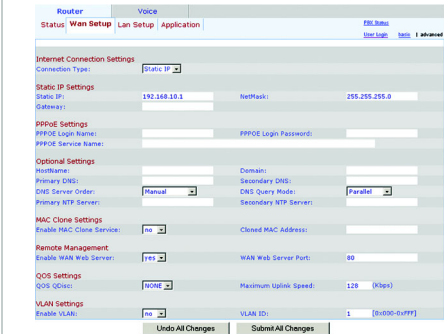 Router Voice
Status Wan Setup Lan Setup Application
PBX Status
User Login basic | advanced
Internet Connection Settings
Connection Type: Static IP
Static IP Settings
Static IP: 192.168.10.1 NetMask: 255.255.255.0
Gateway:
PPPoE Settings
PPPOE Login Name: PPPOE Login Password:
PPPOE Service Name:
Optional Settings
HostName: Domain:
Primary DNS: Secondary DNS:
DNS Server Order: Manual DNS Query Mode: Parallel
Primary NTP Server: Secondary NTP Server:
MAC Clone Settings
Enable MAC Clone Service: no Cloned MAC Address:
Remote Management
Enable WAN Web Server: yes WAN Web Server Port: 80
QOS Settings
QOS QDisc: NONE Maximum Uplink Speed: 128 (Kbps)
VLAN Settings
Enable VLAN: no VLAN ID: 1 [0x000-0xFFF]
Undo All Changes Submit All Changes